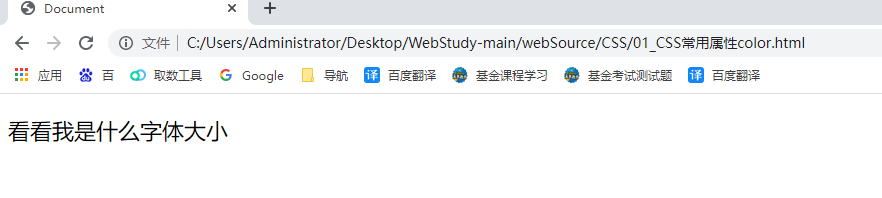 Document
文件 C:/Users/Administrator/Desktop/WebStudy-main/webSource/CSS/01_CSS常用属性color.html
应用 百 取数工具 Google 导航 译 百度翻译 基金课程学习 基金考试测试题 译 百度翻译
看看我是什么字体大小